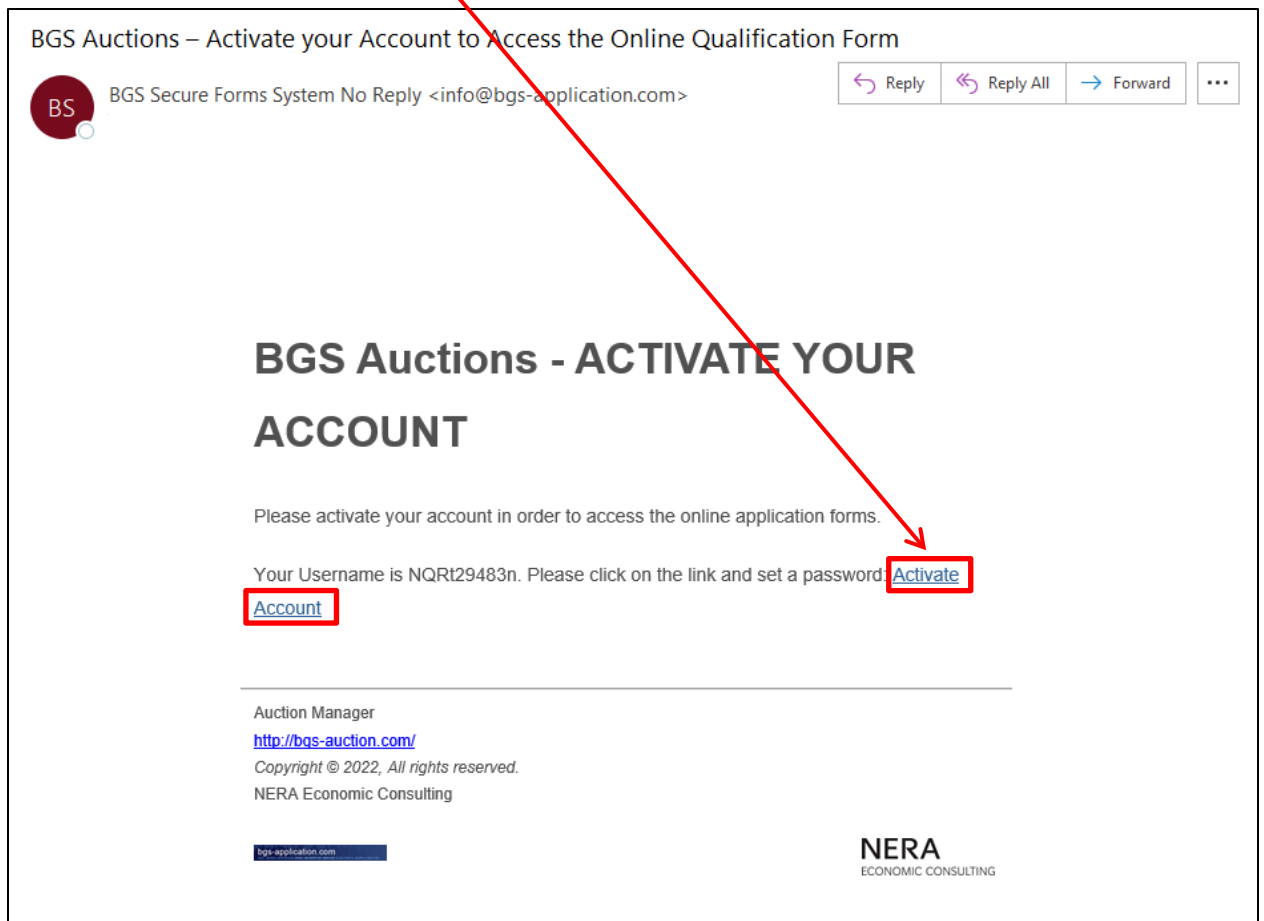 BGS Auctions – Activate your Account to Access the Online Qualification Form
BS
BGS Secure Forms System No Reply <info@bgs-application.com>
Reply
Reply All
Forward
BGS Auctions - ACTIVATE YOUR
ACCOUNT
Please activate your account in order to access the online application forms.
Your Username is NQRt29483n. Please click on the link and set a password: Activate
Account
Auction Manager
http://bgs-auction.com/
Copyright © 2022, All rights reserved.
NERA Economic Consulting
bgs-application.com
NERA
ECONOMIC CONSULTING